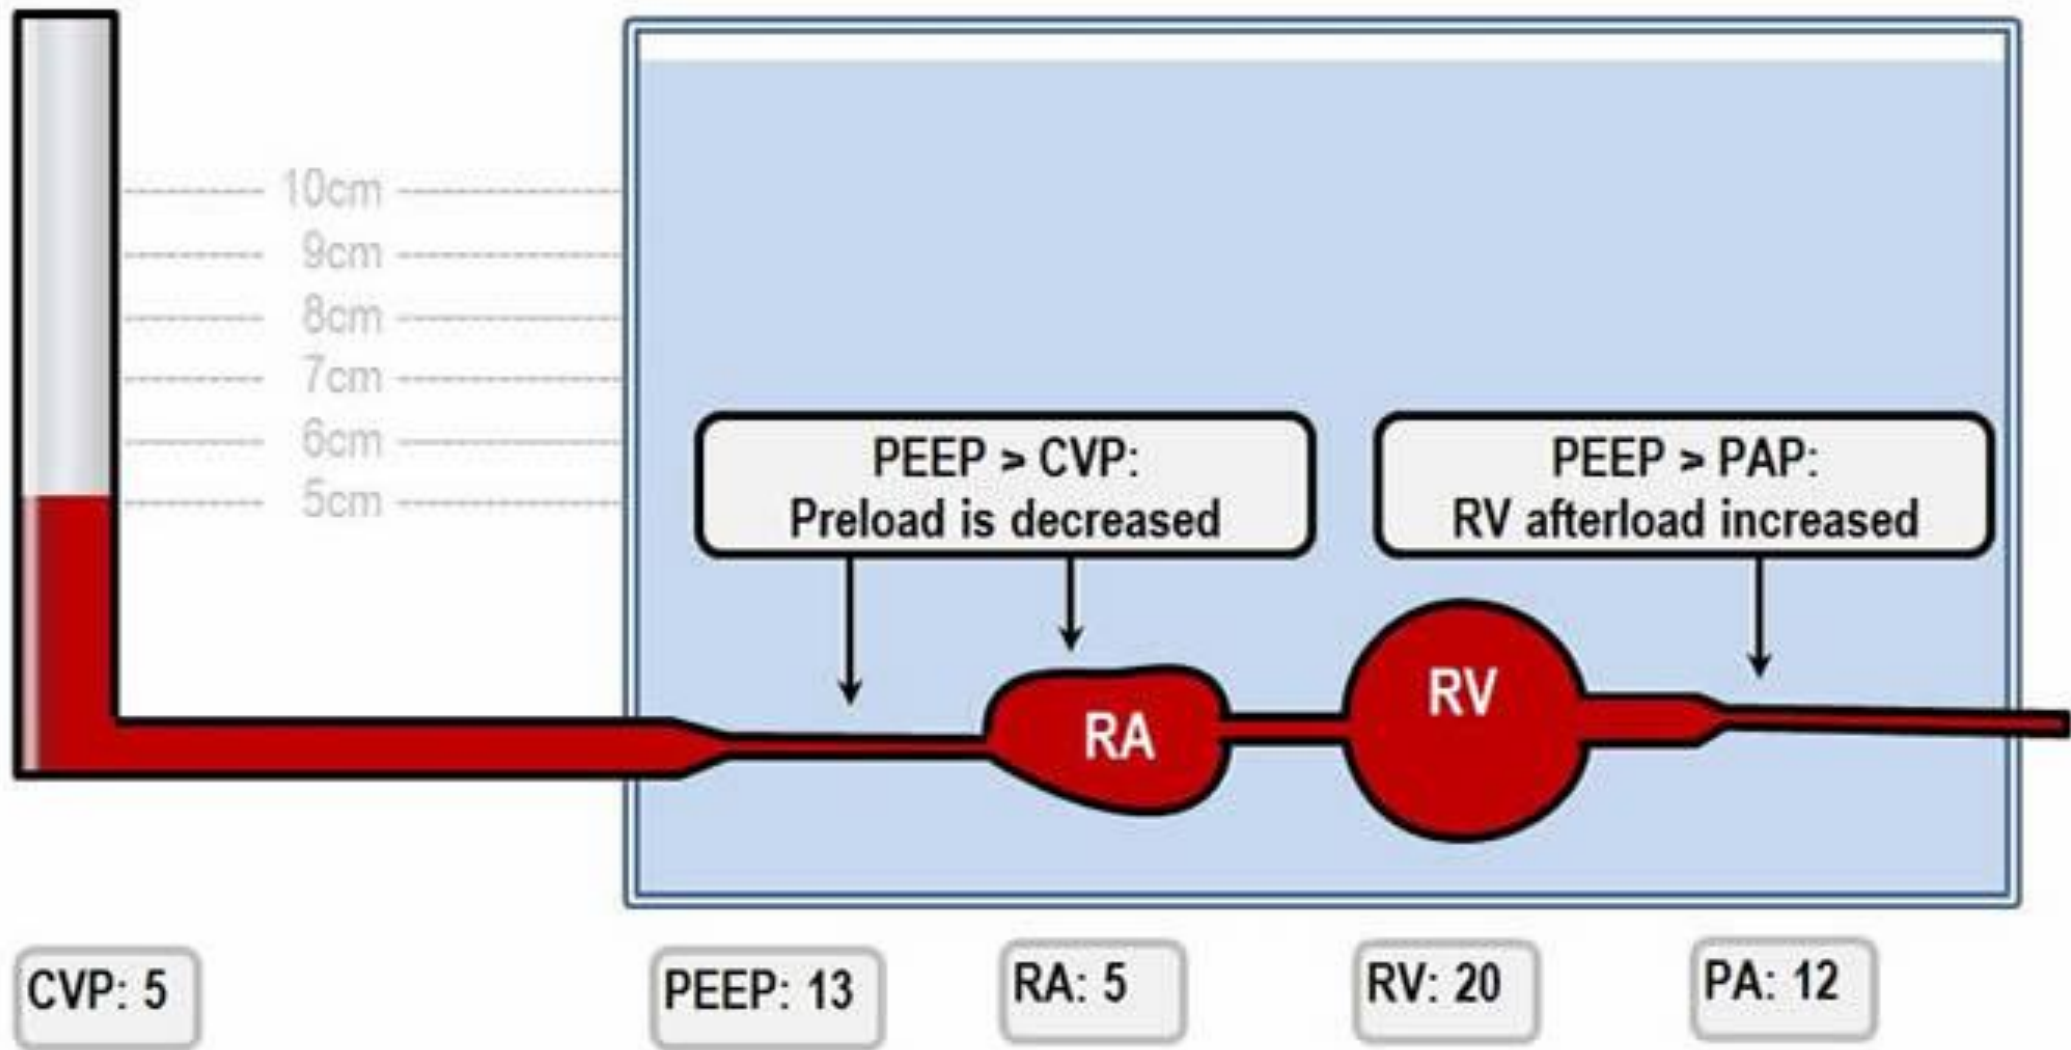 10cm
9cm
8cm
7cm
6cm
5cm
PEEP > CVP:
Preload is decreased
PEEP > PAP:
RV afterload increased
RA
RV
CVP: 5
PEEP: 13
RA: 5
RV: 20
PA: 12